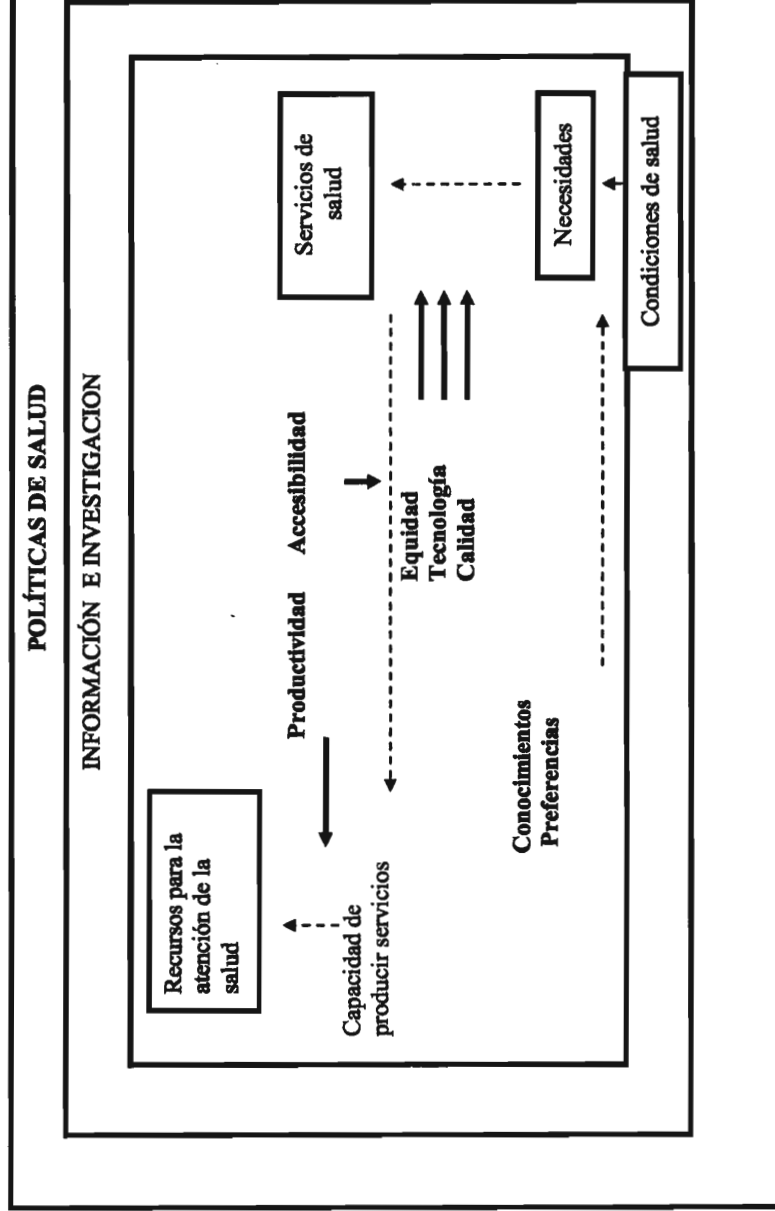 POLÍTICAS DE SALUD
INFORMACIÓN E INVESTIGACION
Recursos para la
atención de la
salud
Productividad Accesibilidad
Servicios de
salud
Capacidad de
producir servicios
Equidad
Tecnología
Calidad
Conocimientos
Preferencias
Necesidades
Condiciones de salud